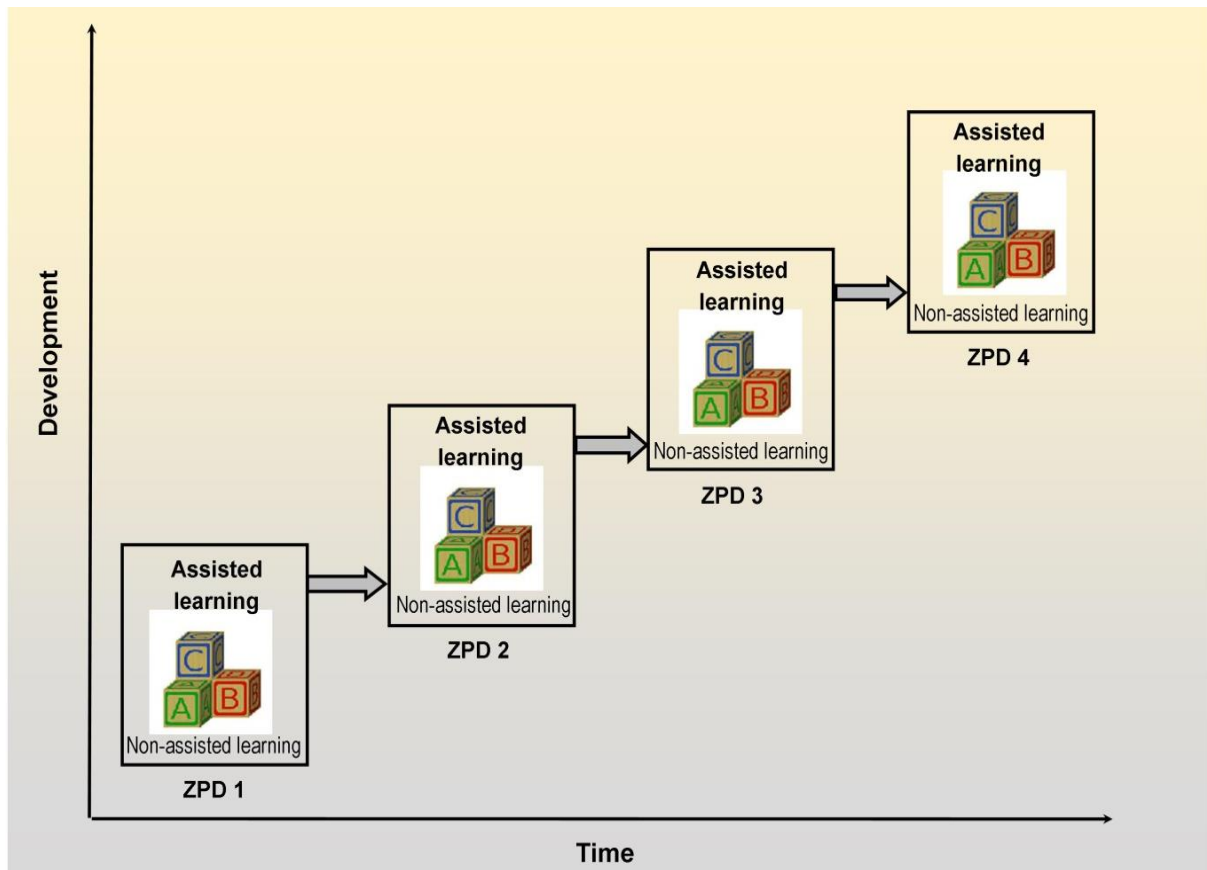 Development
Assisted
learning
C
A B
Non-assisted learning
ZPD 4
Assisted
learning
C
A B
Non-assisted learning
ZPD 3
Assisted
learning
C
A B
Non-assisted learning
ZPD 2
Assisted
learning
C
A B
Non-assisted learning
ZPD 1
Time